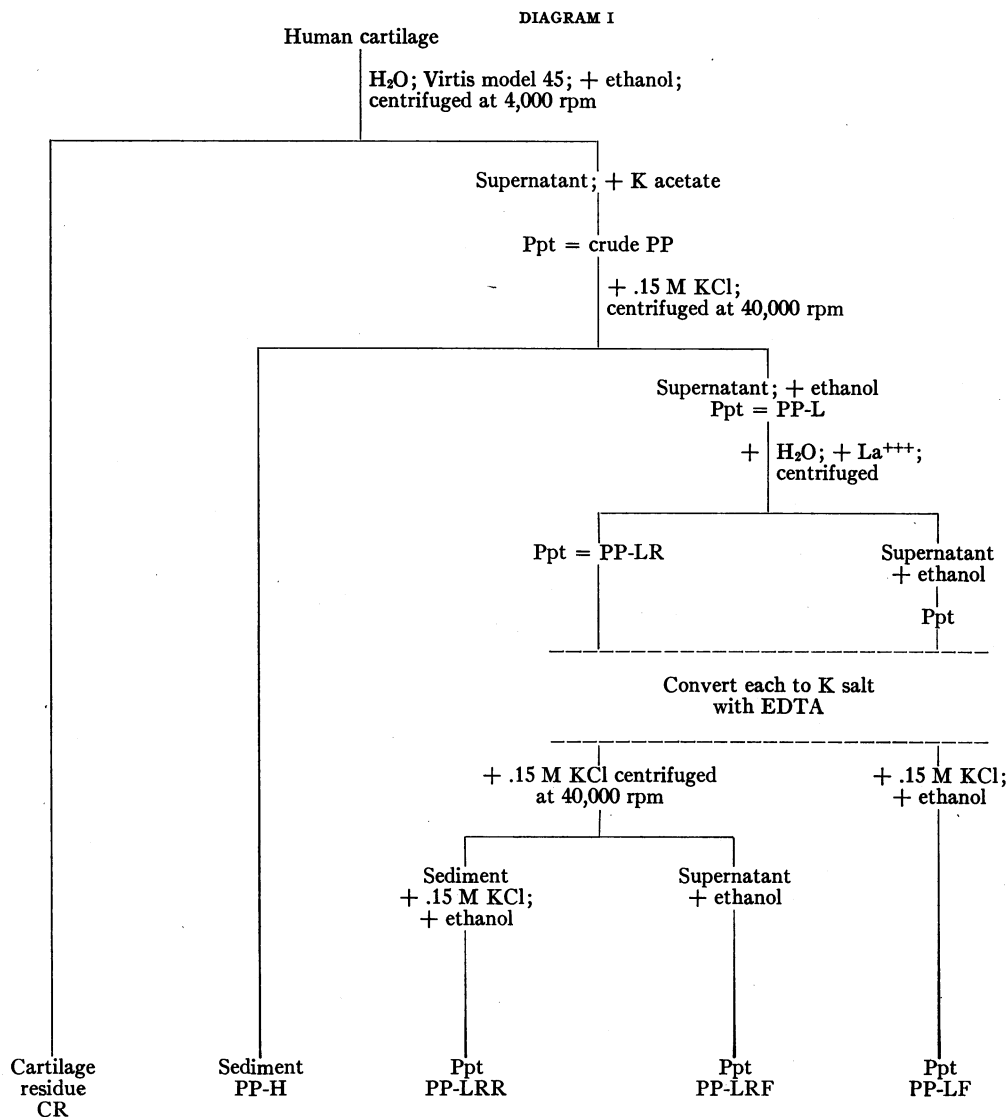 DIAGRAM I
Human cartilage
H₂O; Virtis model 45; + ethanol;
centrifuged at 4,000 rpm
Supernatant; + K acetate
Ppt = crude PP
+ .15 M KCl;
centrifuged at 40,000 rpm
Supernatant; + ethanol
Ppt = PP-L
+ H₂O; + La⁺⁺⁺;
centrifuged
Ppt = PP-LR
Supernatant
+ ethanol
Ppt
Convert each to K salt
with EDTA
+ .15 M KCl centrifuged
at 40,000 rpm
+ .15 M KCl;
+ ethanol
Sediment
+ .15 M KCl;
+ ethanol
Supernatant
+ ethanol
Cartilage
residue
CR
Sediment
PP-H
Ppt
PP-LRR
Ppt
PP-LRF
Ppt
PP-LF